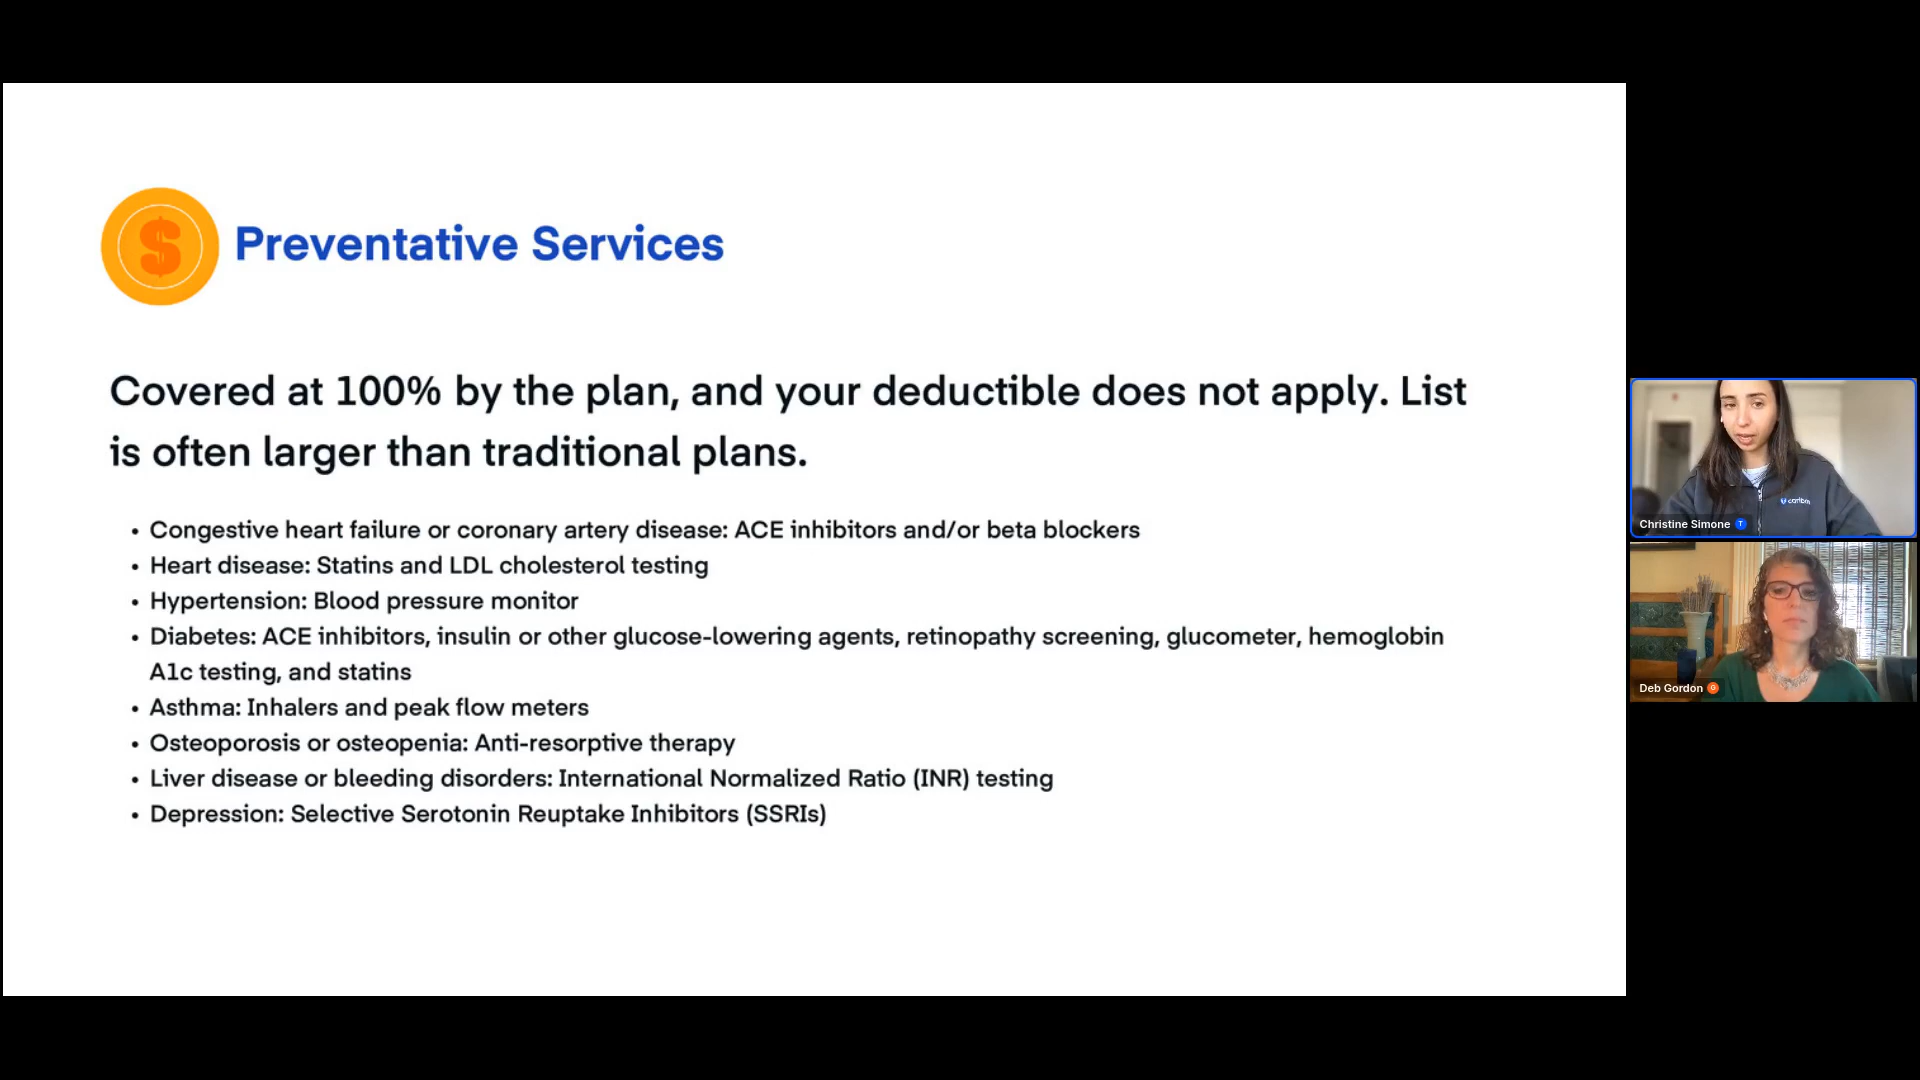 $
Preventative Services
Covered at 100% by the plan, and your deductible does not apply. List
is often larger than traditional plans.
• Congestive heart failure or coronary artery disease: ACE inhibitors and/or beta blockers
• Heart disease: Statins and LDL cholesterol testing
• Hypertension: Blood pressure monitor
• Diabetes: ACE inhibitors, insulin or other glucose-lowering agents, retinopathy screening, glucometer, hemoglobin
A1c testing, and statins
• Asthma: Inhalers and peak flow meters
• Osteoporosis or osteopenia: Anti-resorptive therapy
• Liver disease or bleeding disorders: International Normalized Ratio (INR) testing
• Depression: Selective Serotonin Reuptake Inhibitors (SSRIs)
Christine Simone T
Deb Gordon G